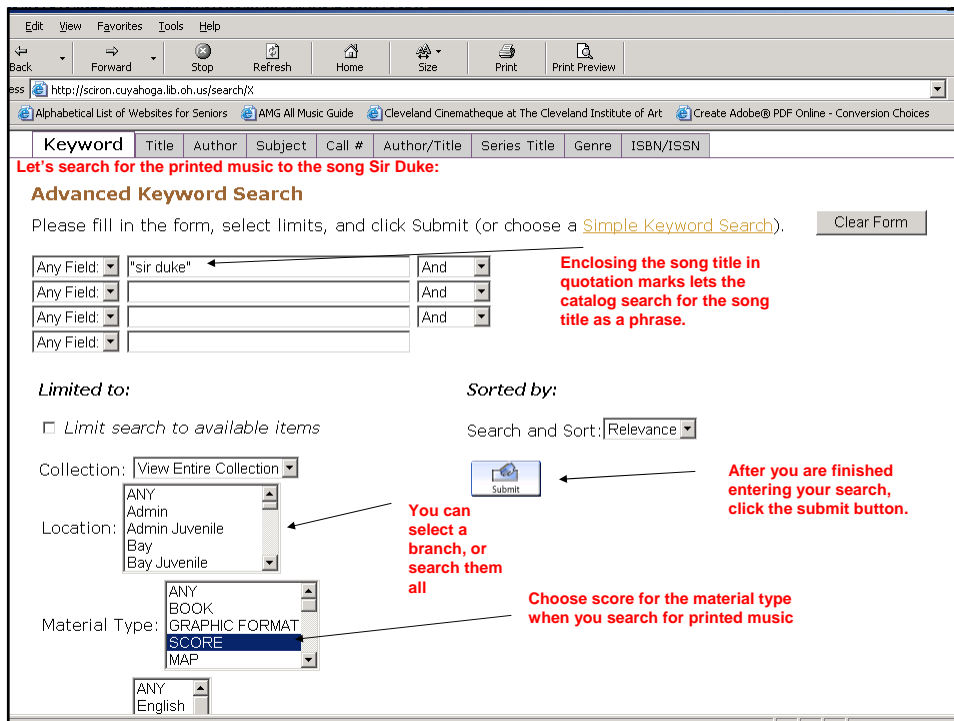 Edit View Favorites Tools Help
Back Forward Stop Refresh Home Size Print Print Preview
ess http://sciron.cuyahoga.lib.oh.us/search/X
Alphabetical List of Websites for Seniors AMG All Music Guide Cleveland Cinematheque at The Cleveland Institute of Art Create Adobe® PDF Online - Conversion Choices
Keyword Title Author Subject Call # Author/Title Series Title Genre ISBN/ISSN
Let's search for the printed music to the song Sir Duke:
Advanced Keyword Search
Please fill in the form, select limits, and click Submit (or choose a Simple Keyword Search). Clear Form
Any Field: "sir duke" And
Any Field: And
Any Field: And
Any Field:
Enclosing the song title in
quotation marks lets the
catalog search for the song
title as a phrase.
Limited to:
Limit search to available items
Sorted by:
Search and Sort: Relevance
Submit
After you are finished
entering your search,
click the submit button.
Collection: View Entire Collection
Location:
ANY
Admin
Admin Juvenile
Bay
Bay Juvenile
You can
select a
branch, or
search them
all
Material Type:
ANY
BOOK
GRAPHIC FORMAT
SCORE
MAP
Choose score for the material type
when you search for printed music
ANY
English